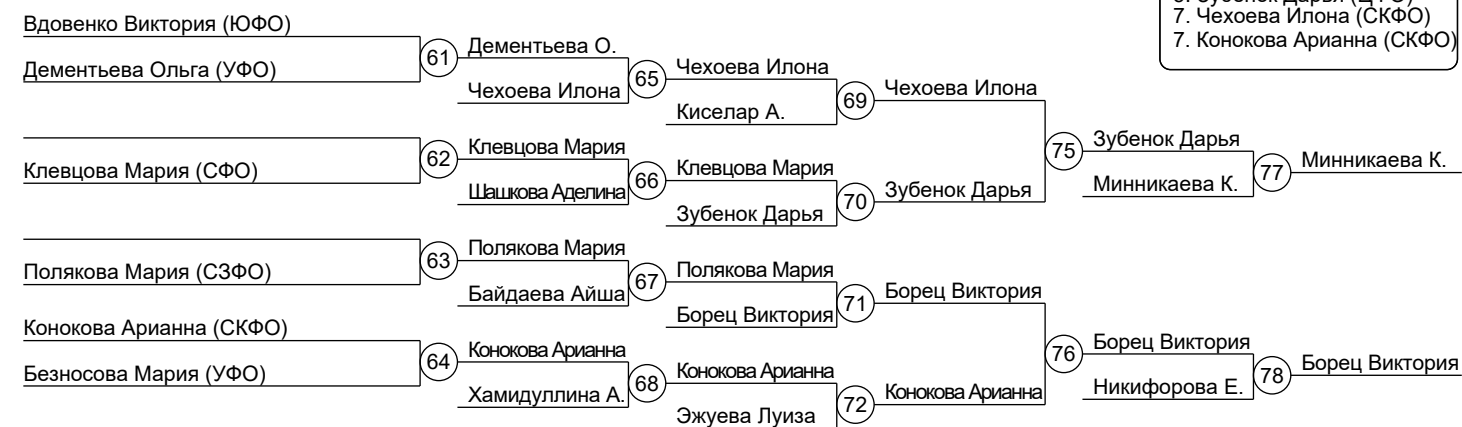 Зубенок Дарья (ЦФО)
7. Чехоева Илона (СКФО)
7. Конокова Арианна (СКФО)
Вдовенко Виктория (ЮФО)
61
Дементьева О.
Дементьева Ольга (УФО)
65
Чехоева Илона
Чехоева Илона
69
Чехоева Илона
Киселар А.
75
Зубенок Дарья
Клевцова Мария (СФО)
62
Клевцова Мария
Шашкова Аделина
66
Клевцова Мария
Зубенок Дарья
70
Зубенок Дарья
Минникаева К.
77
Минникаева К.
Полякова Мария (СЗФО)
63
Полякова Мария
Байдаева Айша
67
Полякова Мария
Борец Виктория
71
Борец Виктория
76
Борец Виктория
Конокова Арианна (СКФО)
Безносова Мария (УФО)
64
Конокова Арианна
Хамидуллина А.
68
Конокова Арианна
Эжуева Луиза
72
Конокова Арианна
Никифорова Е.
78
Борец Виктория